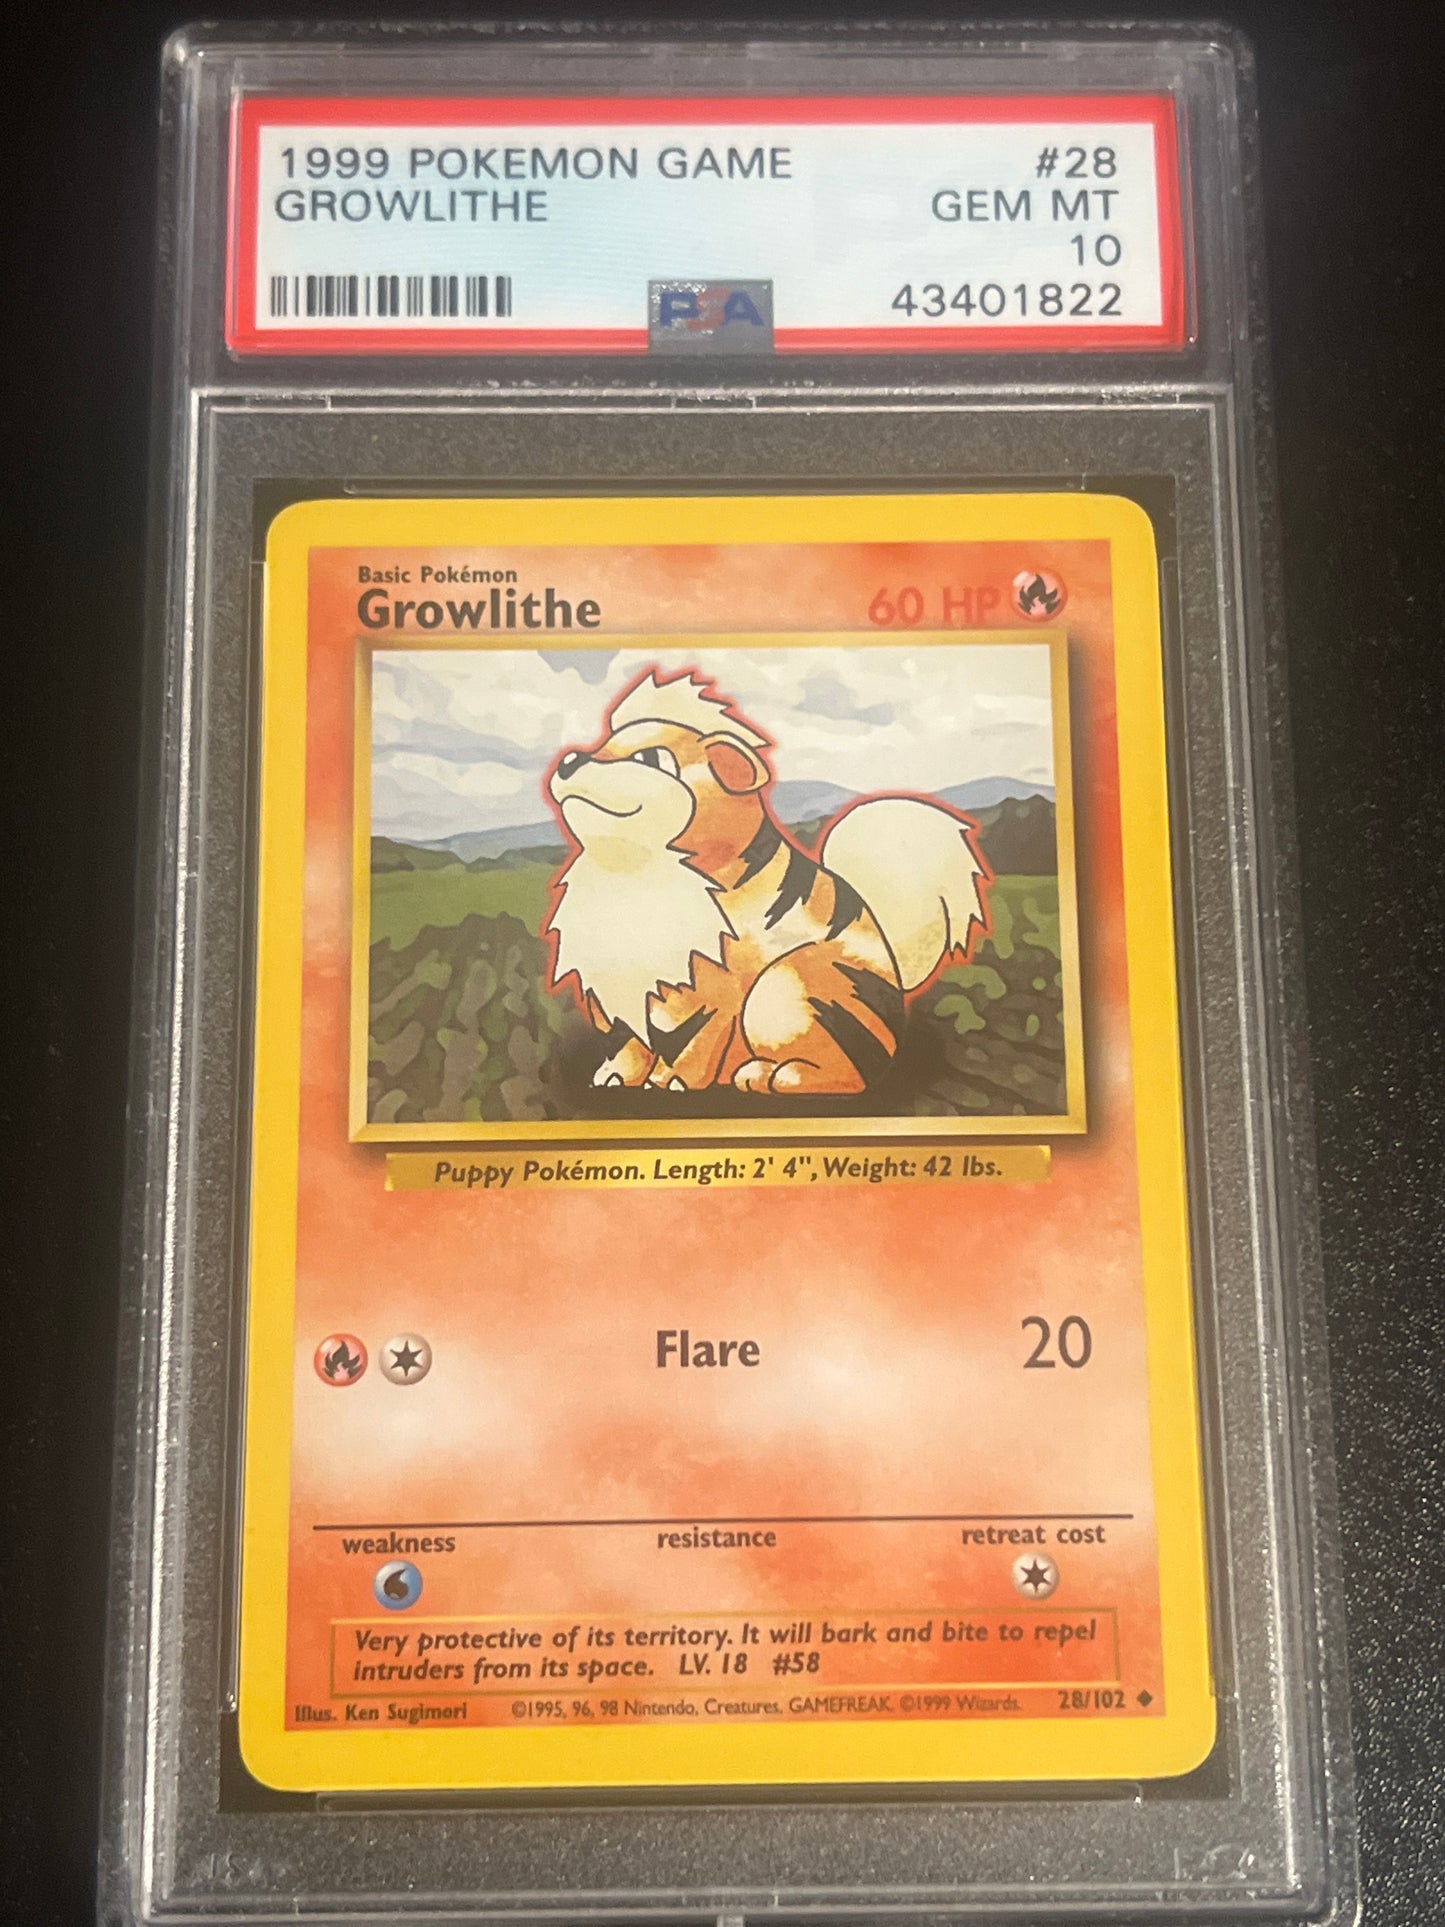 1999 POKEMON GAME #28
GROWLITHE GEM MT
10
PSA 43401822
Basic Pokémon
Growlithe 60 HP
Puppy Pokémon. Length: 2' 4", Weight: 42 lbs.
Flare 20
weakness resistance retreat cost
Very protective of its territory. It will bark and bite to repel
intruders from its space. LV. 18 #58
Illus. Ken Sugimori ©1995, 96, 98 Nintendo, Creatures, GAMEFREAK. ©1999 Wizards. 28/102